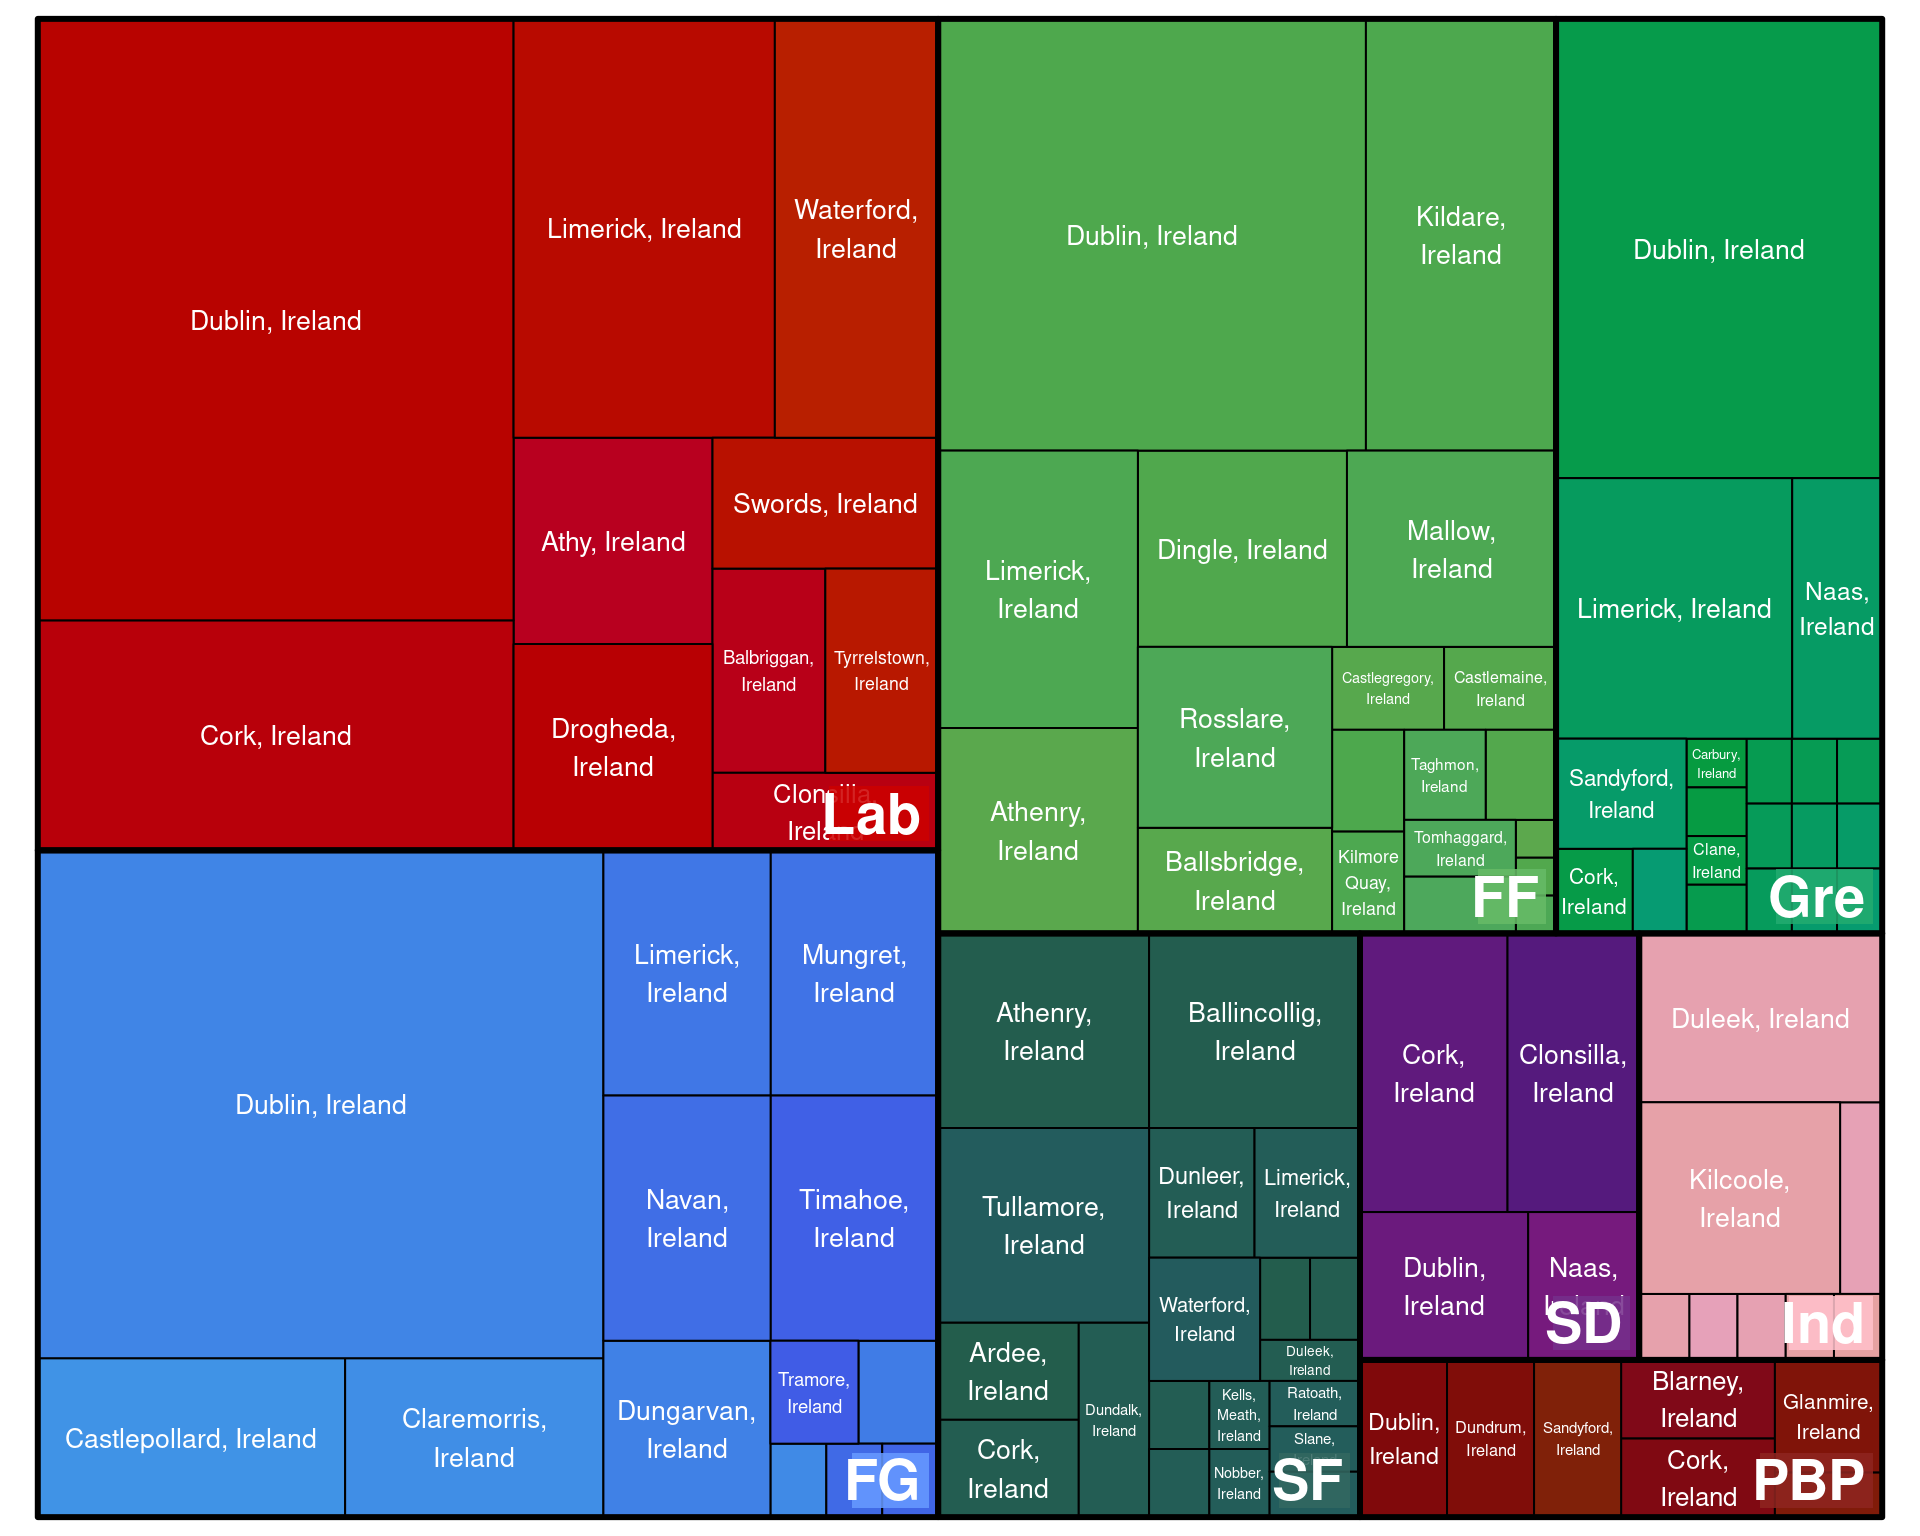 Dublin, Ireland
Limerick, Ireland
Waterford,
Ireland
Athy, Ireland
Swords, Ireland
Balbriggan,
Ireland
Tyrrelstown,
Ireland
Cork, Ireland
Drogheda,
Ireland
Clonsilla,
Ireland
Lab
Dublin, Ireland
Kildare,
Ireland
Limerick,
Ireland
Dingle, Ireland
Mallow,
Ireland
Rosslare,
Ireland
Castlegregory,
Ireland
Castlemaine,
Ireland
Taghmon,
Ireland
Athenry,
Ireland
Ballsbridge,
Ireland
Kilmore
Quay,
Ireland
Tomhaggard,
Ireland
FF
Dublin, Ireland
Limerick, Ireland
Naas,
Ireland
Sandyford,
Ireland
Carbury,
Ireland
Clane,
Ireland
Cork,
Ireland
Gre
Dublin, Ireland
Limerick,
Ireland
Mungret,
Ireland
Navan,
Ireland
Timahoe,
Ireland
Castlepollard, Ireland
Claremorris,
Ireland
Dungarvan,
Ireland
Tramore,
Ireland
FG
Athenry,
Ireland
Ballincollig,
Ireland
Tullamore,
Ireland
Dunleer,
Ireland
Limerick,
Ireland
Waterford,
Ireland
Duleek,
Ireland
Ardee,
Ireland
Cork,
Ireland
Dundalk,
Ireland
Kells,
Meath,
Ireland
Ratoath,
Ireland
Slane,
Nobber,
Ireland
SF
Cork,
Ireland
Clonsilla,
Ireland
Dublin,
Ireland
Naas,
Ireland
SD
Duleek, Ireland
Kilcoole,
Ireland
Ind
Dublin,
Ireland
Dundrum,
Ireland
Sandyford,
Ireland
Blarney,
Ireland
Cork,
Ireland
Glanmire,
Ireland
PBP